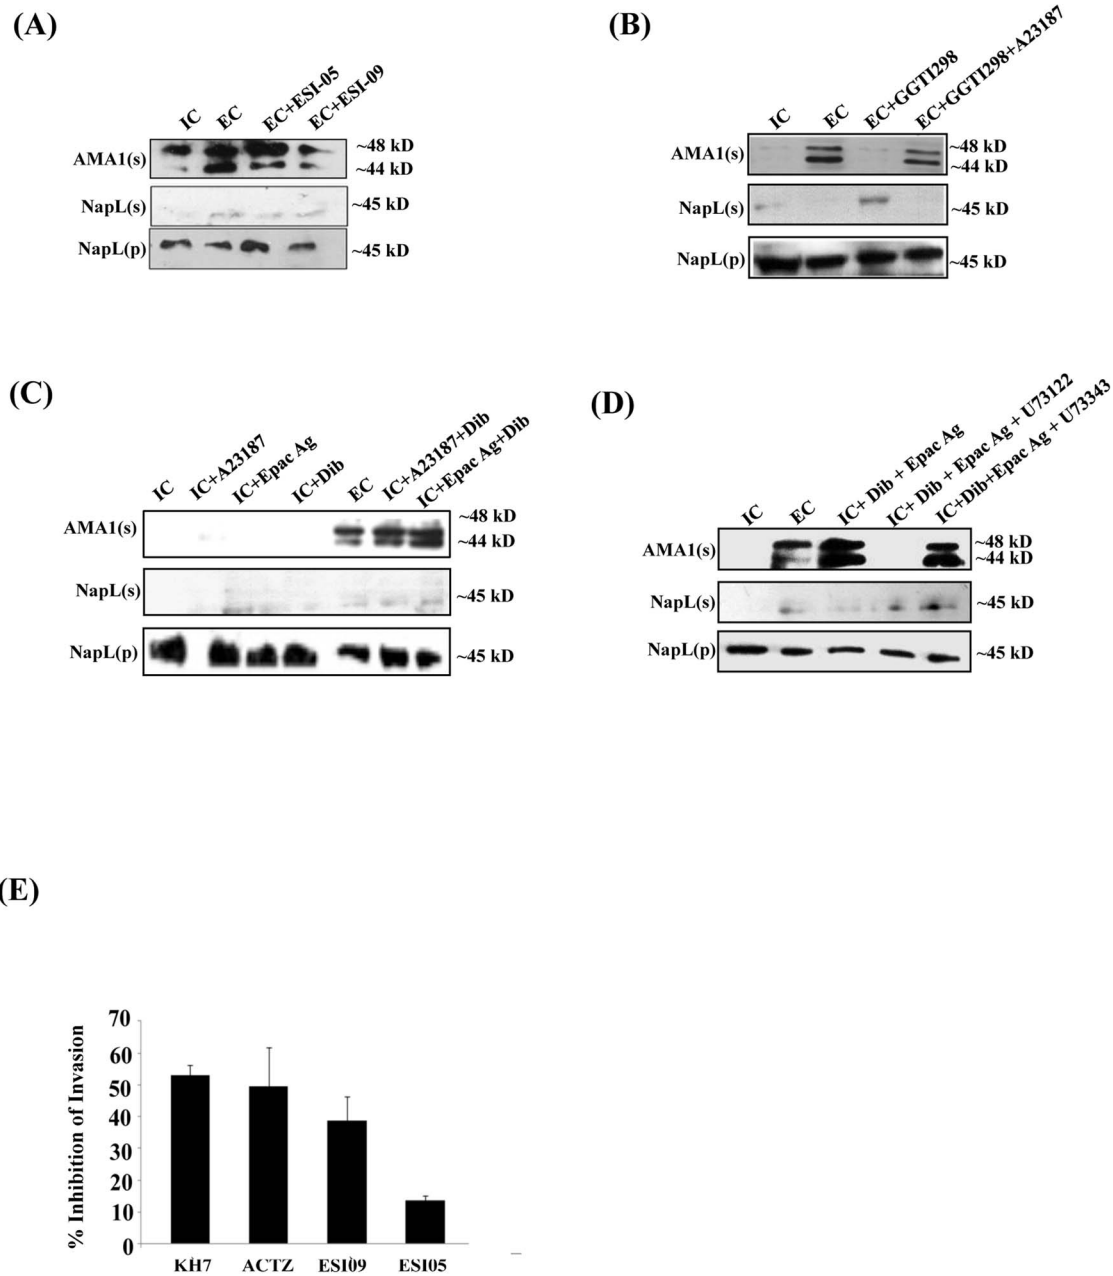 (A)
IC EC EC+ESI-05 EC+ESI-09
AMA1(s) ~48 kD
~44 kD
NapL(s) ~45 kD
NapL(p) ~45 kD
(B)
IC EC EC+GGTI298 EC+GGTI298+A23187
AMA1(s) ~48 kD
~44 kD
NapL(s) ~45 kD
NapL(p) ~45 kD
(C)
IC IC+A23187 IC+Epac Ag IC+Dib EC IC+A23187+Dib IC+Epac Ag+Dib
AMA1(s) ~48 kD
~44 kD
NapL(s) ~45 kD
NapL(p) ~45 kD
(D)
IC EC IC+ Dib + Epac Ag IC+ Dib + Epac Ag + U73122 IC+Dib+Epac Ag + U73343
AMA1(s) ~48 kD
~44 kD
NapL(s) ~45 kD
NapL(p) ~45 kD
(E)
% Inhibition of Invasion
70
60
50
40
30
20
10
0
KH7 ACTZ ESI09 ESI05